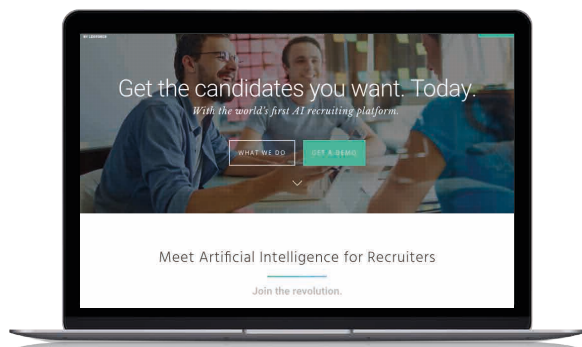 Get the candidates you want. Today.
With the world's first AI recruiting platform.
WHAT WE DO
GET A DEMO
Meet Artificial Intelligence for Recruiters
Join the revolution.